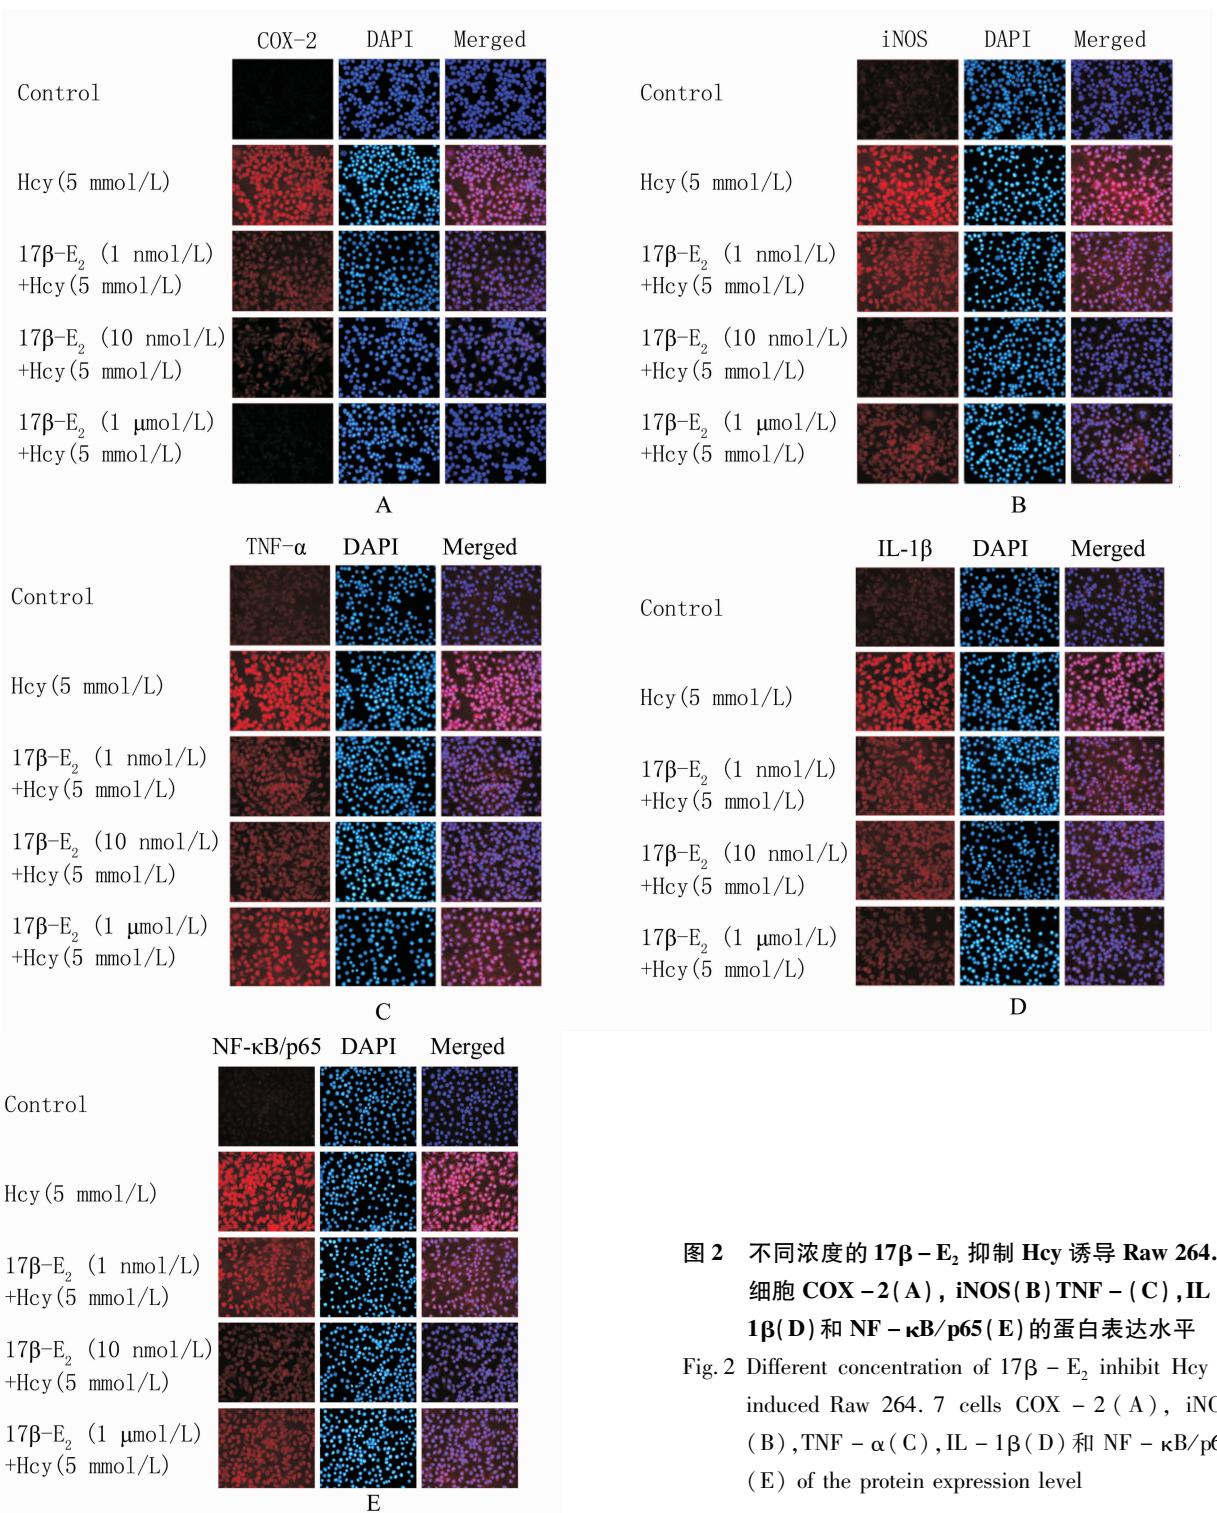 COX-2 DAPI Merged
Control
Hcy(5 mmol/L)
17β-E₂ (1 nmol/L)
+Hcy(5 mmol/L)
17β-E₂ (10 nmol/L)
+Hcy(5 mmol/L)
17β-E₂ (1 μmol/L)
+Hcy(5 mmol/L)
A
iNOS DAPI Merged
Control
Hcy(5 mmol/L)
17β-E₂ (1 nmol/L)
+Hcy(5 mmol/L)
17β-E₂ (10 nmol/L)
+Hcy(5 mmol/L)
17β-E₂ (1 μmol/L)
+Hcy(5 mmol/L)
B
TNF-α DAPI Merged
Control
Hcy(5 mmol/L)
17β-E₂ (1 nmol/L)
+Hcy(5 mmol/L)
17β-E₂ (10 nmol/L)
+Hcy(5 mmol/L)
17β-E₂ (1 μmol/L)
+Hcy(5 mmol/L)
C
IL-1β DAPI Merged
Control
Hcy(5 mmol/L)
17β-E₂ (1 nmol/L)
+Hcy(5 mmol/L)
17β-E₂ (10 nmol/L)
+Hcy(5 mmol/L)
17β-E₂ (1 μmol/L)
+Hcy(5 mmol/L)
D
NF-κB/p65 DAPI Merged
Control
Hcy(5 mmol/L)
17β-E₂ (1 nmol/L)
+Hcy(5 mmol/L)
17β-E₂ (10 nmol/L)
+Hcy(5 mmol/L)
17β-E₂ (1 μmol/L)
+Hcy(5 mmol/L)
E
图 2 不同浓度的 17β – E₂ 抑制 Hcy 诱导 Raw 264.
细胞 COX – 2(A), iNOS(B)TNF – (C),IL
1β(D)和 NF – κB/p65(E)的蛋白表达水平
Fig. 2 Different concentration of 17β – E₂ inhibit Hcy
induced Raw 264. 7 cells COX – 2 (A),
(B),TNF – α(C),IL – 1β(D)和 NF –
(E) of the protein expression level